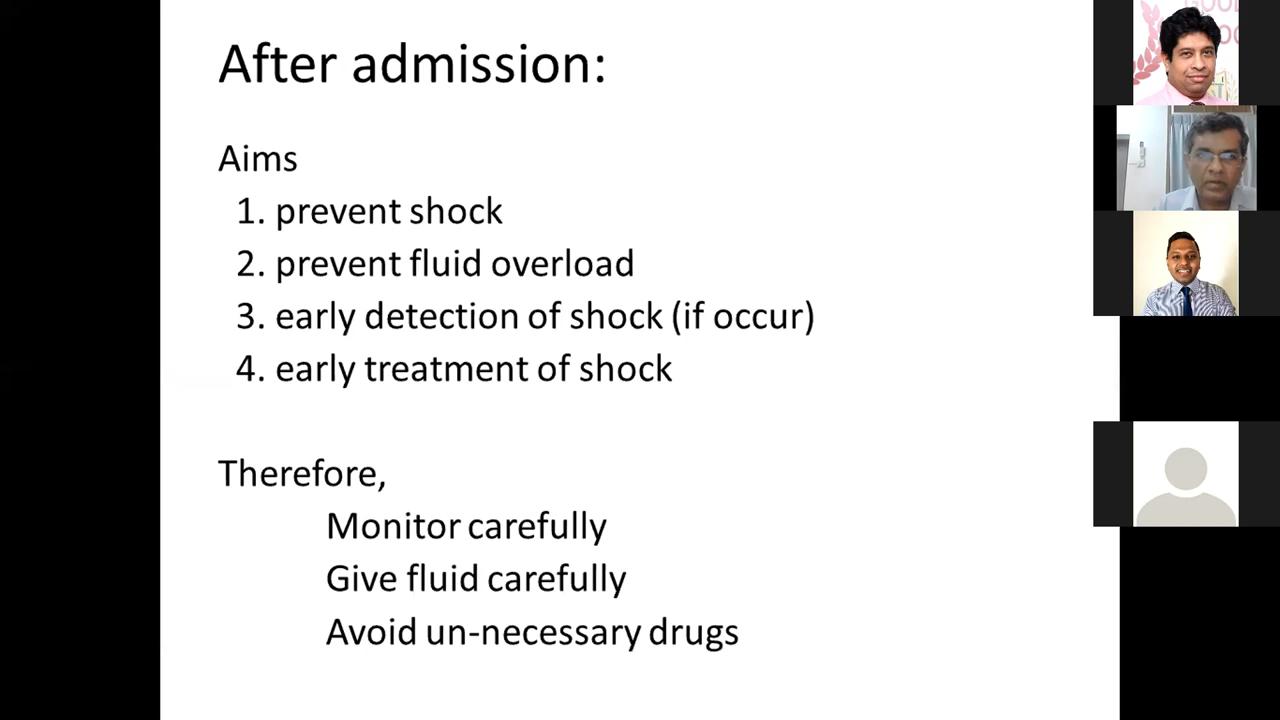 After admission:
Aims
1. prevent shock
2. prevent fluid overload
3. early detection of shock (if occur)
4. early treatment of shock
Therefore,
Monitor carefully
Give fluid carefully
Avoid un-necessary drugs